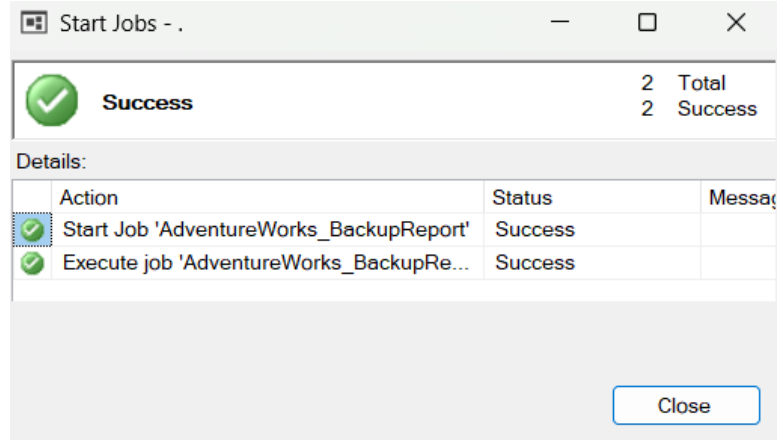 Start Jobs - .
Success
2 Total
2 Success
Details:
Action Status Messag
Start Job 'AdventureWorks_BackupReport' Success
Execute job 'AdventureWorks_BackupRe... Success
Close